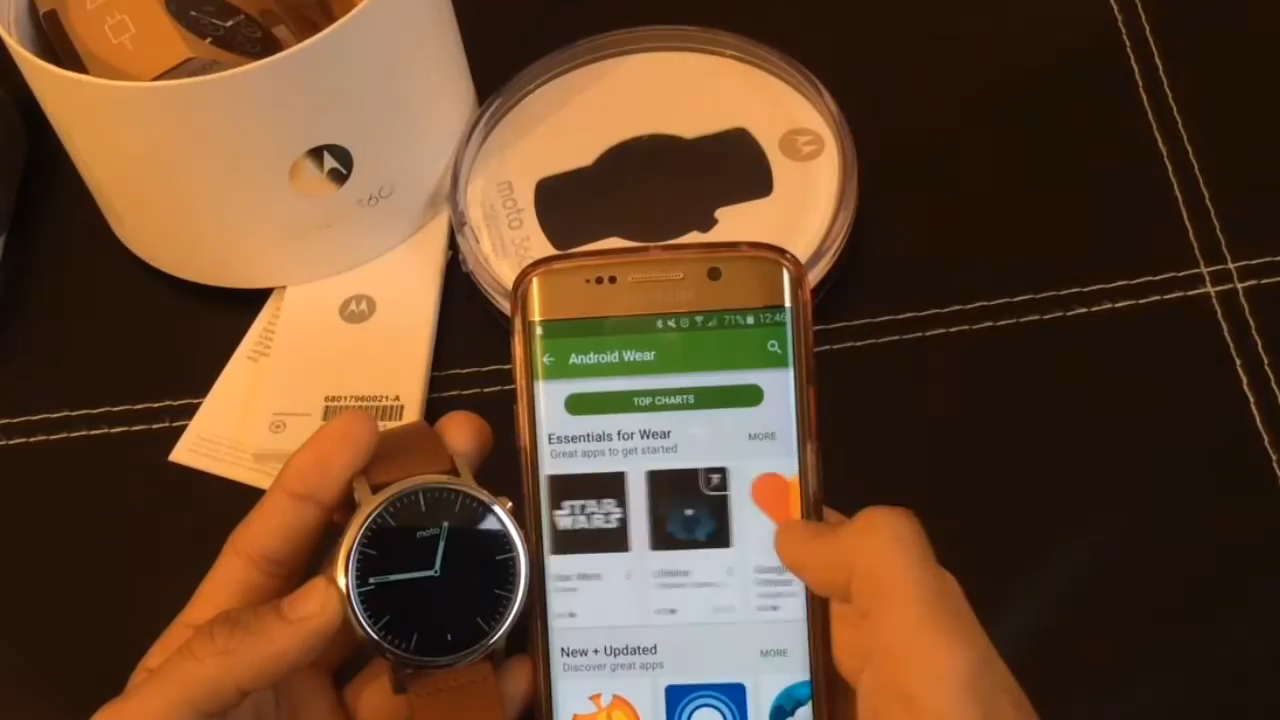 36C
moto 360
68017960021-A
71% 12:46
Android Wear
TOP CHARTS
Essentials for Wear
MORE
Great apps to get started
STAR
WARS
moto
New + Updated
MORE
Discover great apps